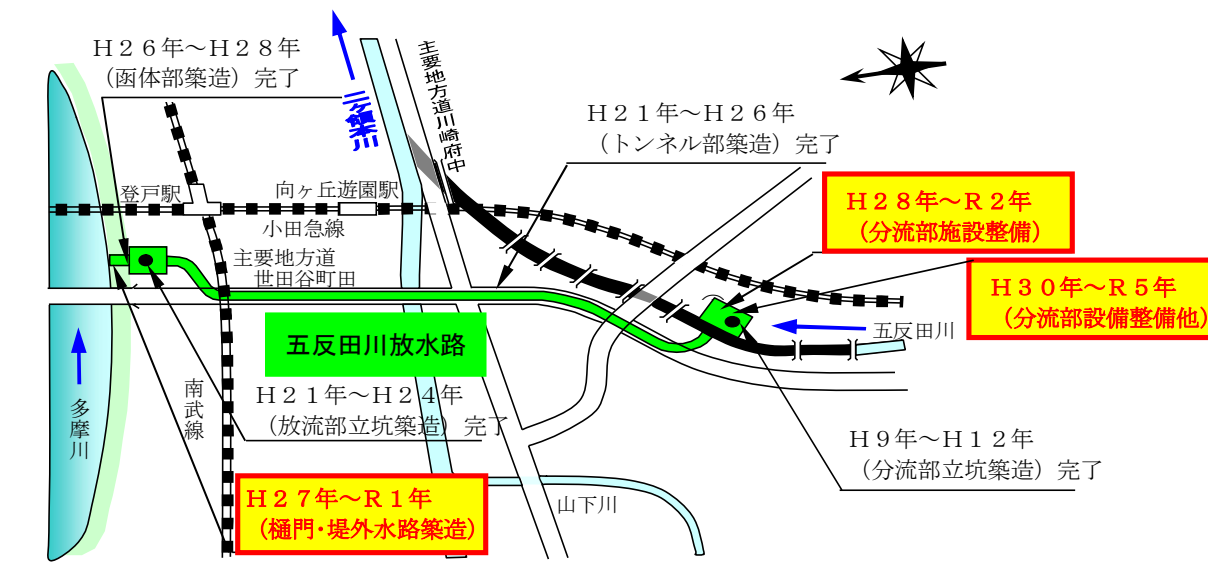 H26年～H28年
(函体部築造) 完了
二ヶ領本川
主要地方道川崎府中
H21年～H26年
(トンネル部築造) 完了
登戸駅
向ヶ丘遊園駅
小田急線
H28年～R2年
(分流部施設整備)
主要地方道
世田谷町田
H30年～R5年
(分流部設備整備他)
五反田川
五反田川放水路
南武線
多摩川
H21年～H24年
(放流部立坑築造) 完了
H9年～H12年
(分流部立坑築造) 完了
H27年～R1年
(樋門・堤外水路築造)
山下川